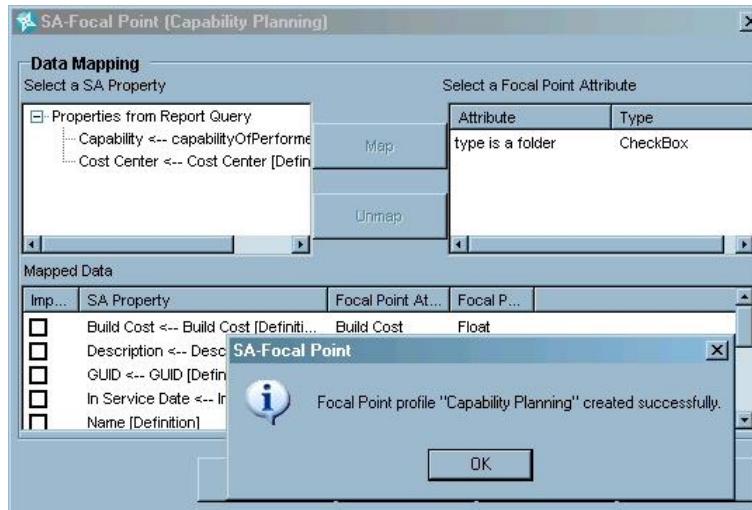 SA-Focal Point (Capability Planning)
Data Mapping
Select a SA Property
Select a Focal Point Attribute
Properties from Report Query
Capability <-- capabilityOfPerforme
Cost Center <-- Cost Center [Defin
Map
Unmap
Attribute Type
type is a folder CheckBox
Mapped Data
Imp... SA Property Focal Point At... Focal P...
Build Cost <-- Build Cost [Definiti... Build Cost Float
Description <-- Desc
GUID <-- GUID [Defin
In Service Date <-- Ir
Name [Definition]
SA-Focal Point
Focal Point profile "Capability Planning" created successfully.
OK